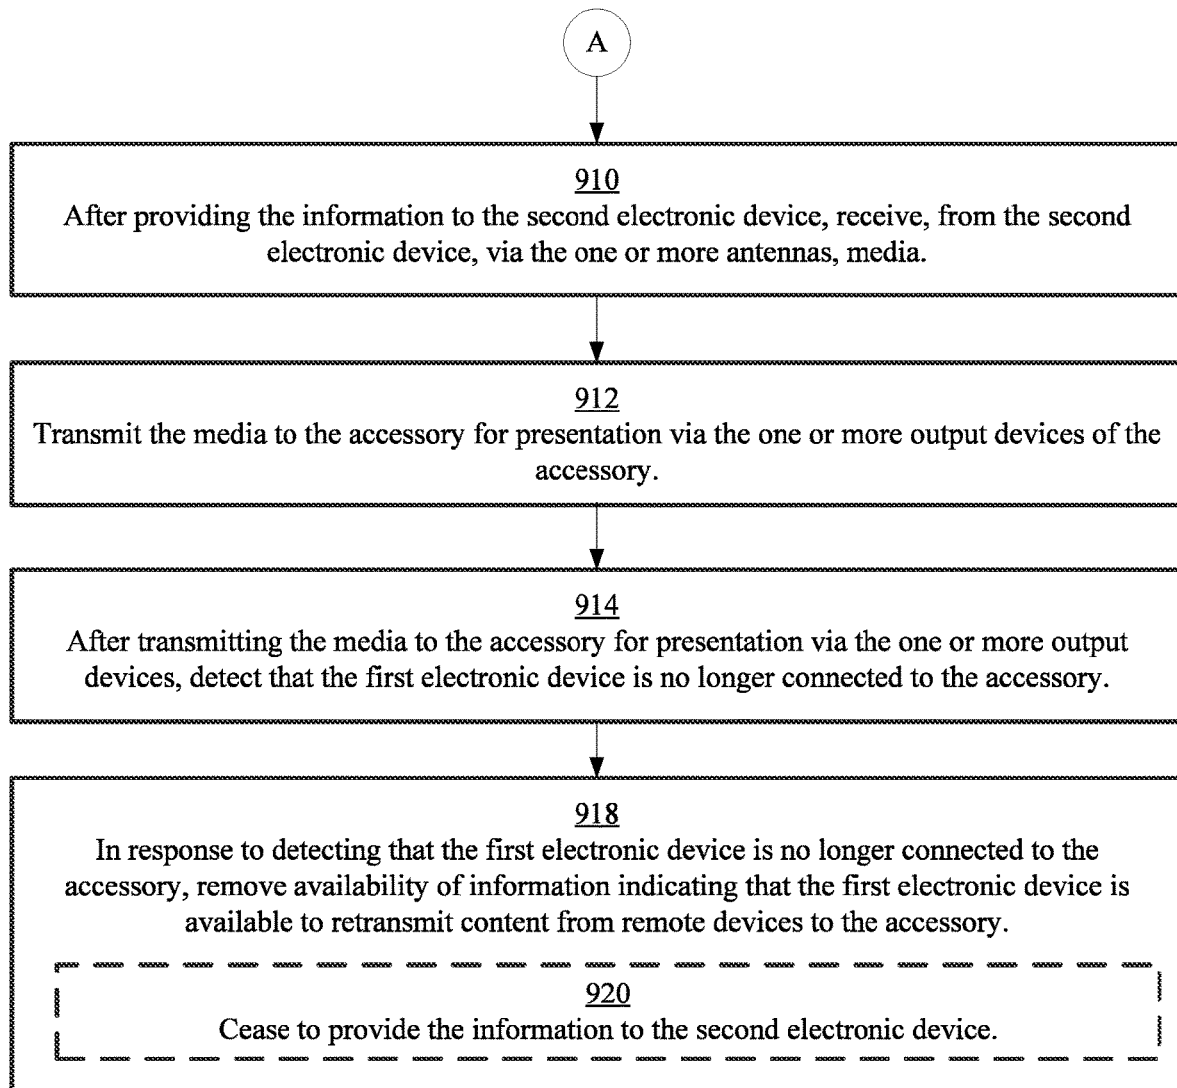 A
910
After providing the information to the second electronic device, receive, from the second
electronic device, via the one or more antennas, media.
912
Transmit the media to the accessory for presentation via the one or more output devices of the
accessory.
914
After transmitting the media to the accessory for presentation via the one or more output
devices, detect that the first electronic device is no longer connected to the accessory.
918
In response to detecting that the first electronic device is no longer connected to the
accessory, remove availability of information indicating that the first electronic device is
available to retransmit content from remote devices to the accessory.
920
Cease to provide the information to the second electronic device.